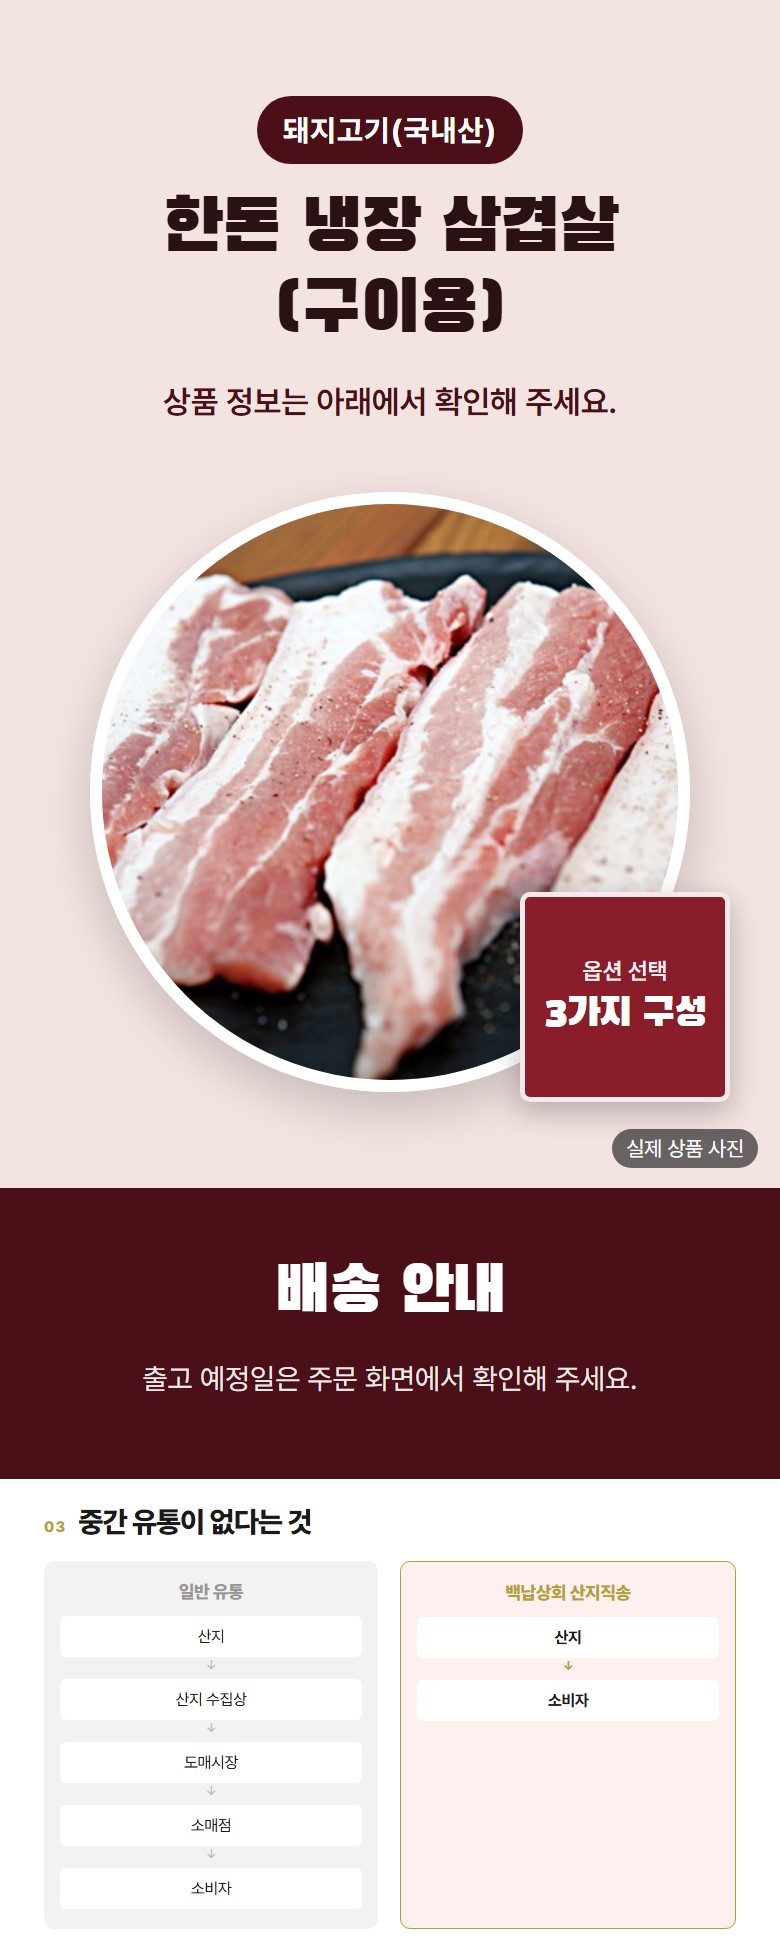 돼지고기(국내산)
한돈 냉장 삼겹살
(구이용)
상품 정보는 아래에서 확인해 주세요.
옵션 선택
3가지 구성
실제 상품 사진
배송 안내
출고 예정일은 주문 화면에서 확인해 주세요.
03 중간 유통이 없다는 것
일반 유통
산지
↓
산지 수집상
↓
도매시장
↓
소매점
↓
소비자
백납상회 산지직송
산지
↓
소비자